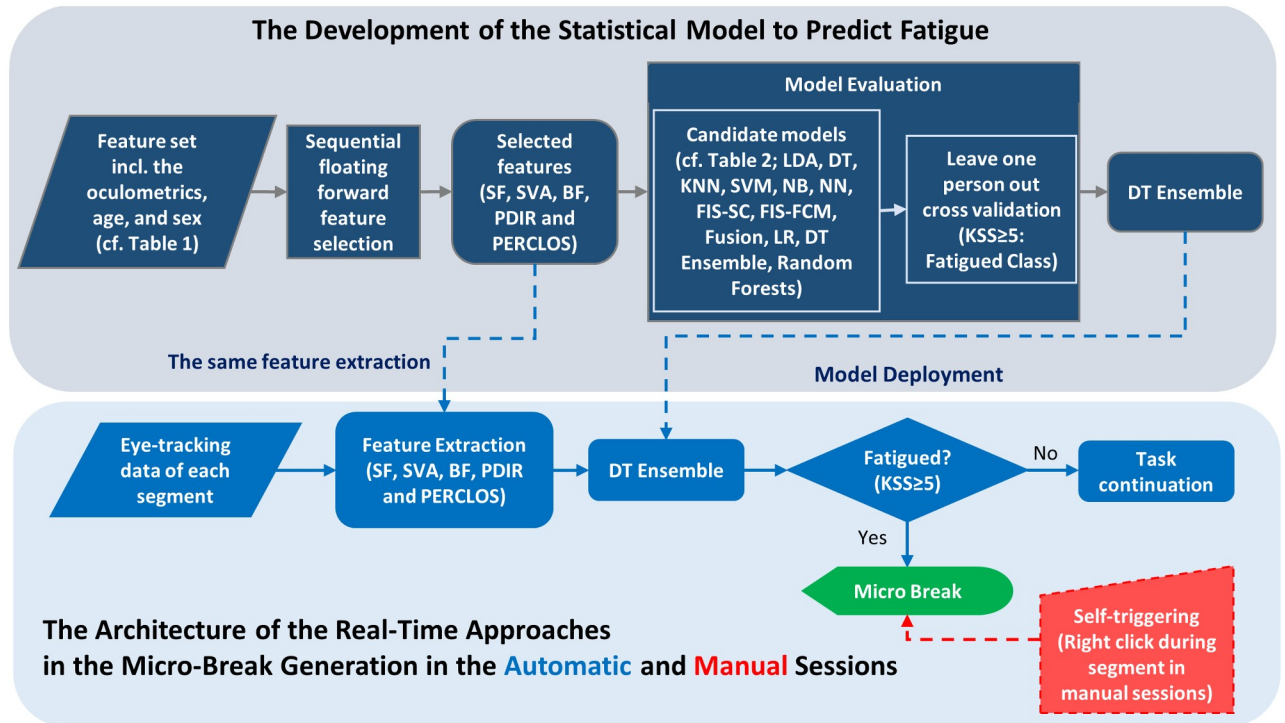 The Development of the Statistical Model to Predict Fatigue
Feature set
incl. the
oculometrics,
age, and sex
(cf. Table 1)
Sequential
floating
forward
feature
selection
Selected
features
(SF, SVA, BF,
PDIR and
PERCLOS)
Model Evaluation
Candidate models
(cf. Table 2; LDA, DT,
KNN, SVM, NB, NN,
FIS-SC, FIS-FCM,
Fusion, LR, DT
Ensemble, Random
Forests)
Leave one
person out
cross validation
(KSS≥5:
Fatigued Class)
DT Ensemble
The same feature extraction
Model Deployment
Eye-tracking
data of each
segment
Feature Extraction
(SF, SVA, BF, PDIR
and PERCLOS)
DT Ensemble
Fatigued?
(KSS≥5)
No
Task
continuation
Yes
Micro Break
Self-triggering
(Right click during
segment in
manual sessions)
The Architecture of the Real-Time Approaches
in the Micro-Break Generation in the Automatic and Manual Sessions